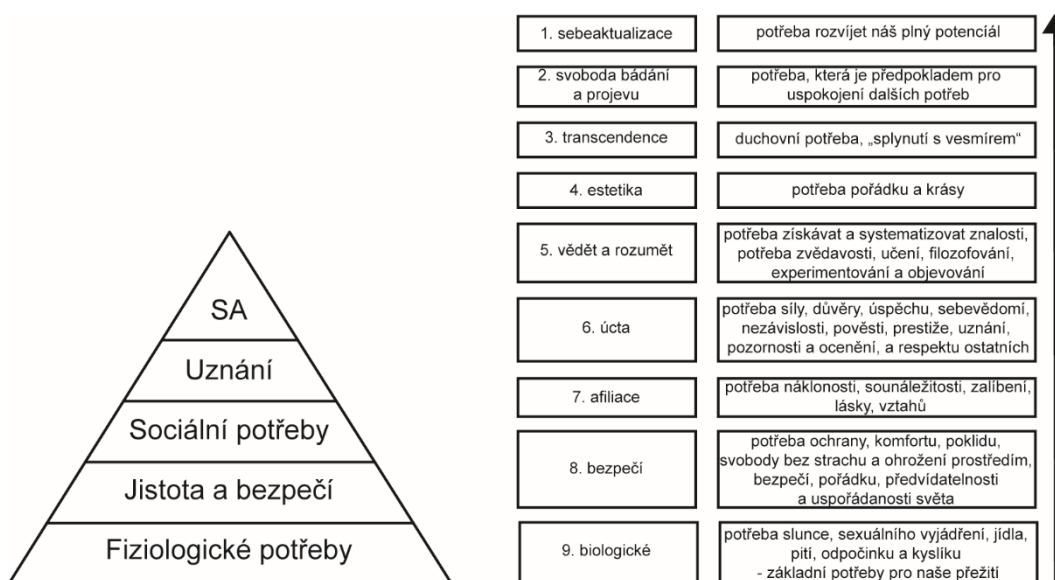 SA
Uznání
Sociální potřeby
Jistota a bezpečí
Fiziologické potřeby
1. sebeaktualizace
potřeba rozvíjet náš plný potenciál
2. svoboda bádání
a projevu
potřeba, která je předpokladem pro
uspokojení dalších potřeb
3. transcendence
duchovní potřeba, „splynutí s vesmírem“
4. estetika
potřeba pořádku a krásy
5. vědět a rozumět
potřeba získávat a systematizovat znalosti,
potřeba zvědavosti, učení, filozofování,
experimentování a objevování
6. úcta
potřeba síly, důvěry, úspěchu, sebevědomí,
nezávislosti, pověsti, prestiže, uznání,
pozornosti a ocenění, a respektu ostatních
7. afiliace
potřeba náklonosti, sounáležitosti, zalíbení,
lásky, vztahů
8. bezpečí
potřeba ochrany, komfortu, poklidu,
svobody bez strachu a ohrožení prostředím,
bezpečí, pořádku, předvídatelnosti
a uspořádanosti světa
9. biologické
potřeba slunce, sexuálního vyjádření, jídla,
pití, odpočinku a kyslíku
- základní potřeby pro naše přežití